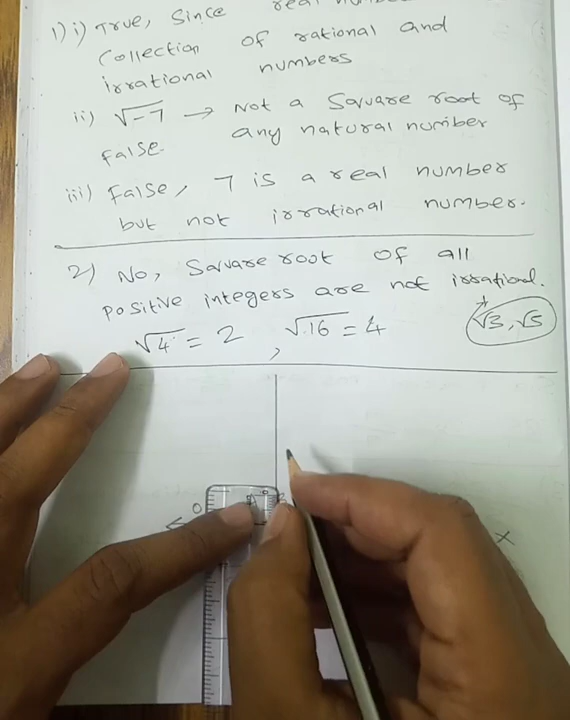 1) i) True, Since real num
Collection of rational and
irrational numbers
ii) √-7 → Not a Square root of
any natural number
false.
iii) false, 7 is a real number
but not irrational number.
2) No, Square root of all
positive integers are not irrational.
√4 = 2 , √16 = 4
√3, √5
O
X